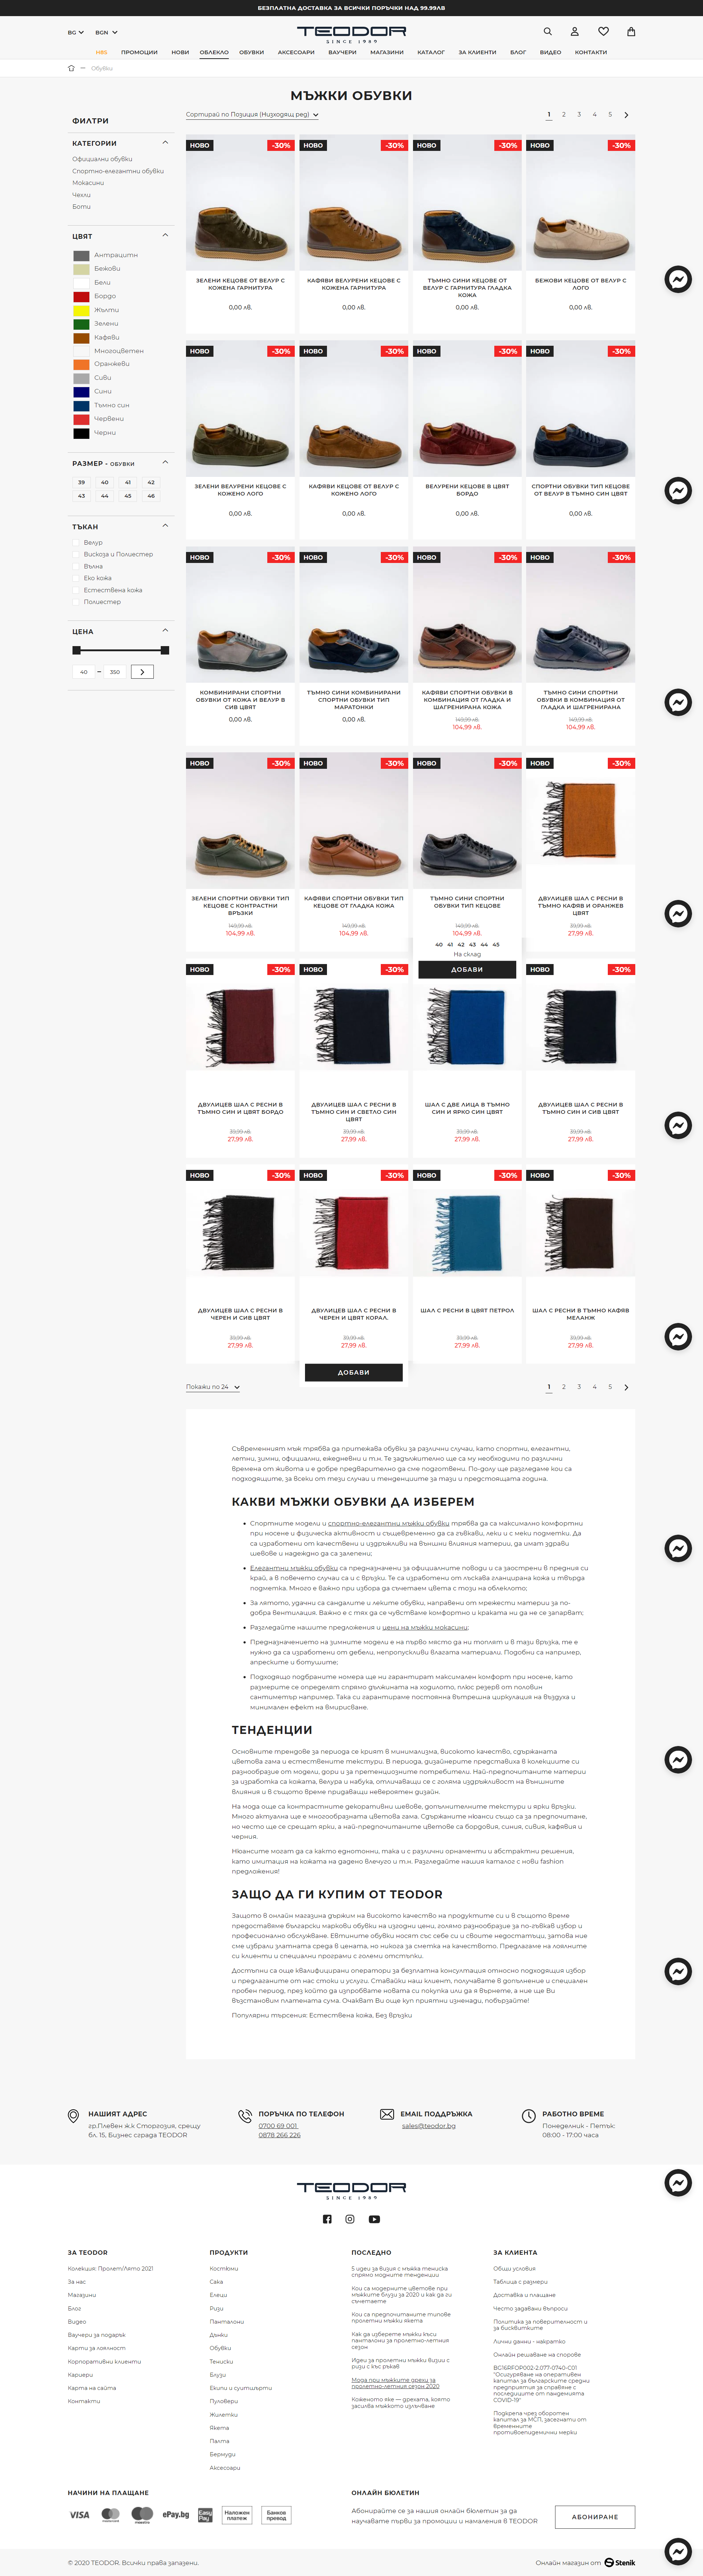 БЕЗПЛАТНА ДОСТАВКА ЗА ВСИЧКИ ПОРЪЧКИ НАД 99.99ЛВ
BG BGN
TEODOR
SINCE 1989
HRS ПРОМОЦИИ НОВИ ОБЛЕКЛО ОБУВКИ АКСЕСОАРИ ВАУЧЕРИ МАГАЗИНИ КАТАЛОГ ЗА КЛИЕНТИ БЛОГ ВИДЕО КОНТАКТИ
Обувки
МЪЖКИ ОБУВКИ
Сортирай по Позиция (Низходящ ред)
1 2 3 4 5
ФИЛТРИ
КАТЕГОРИИ
Официални обувки
Спортно-елегантни обувки
Мокасини
Чехли
Боти
ЦВЯТ
Антрацитн
Бежови
Бели
Бордо
Жълти
Зелени
Кафяви
Многоцветен
Оранжеви
Сиви
Сини
Тъмно син
Червени
Черни
РАЗМЕР - ОБУВКИ
39 40 41 42
43 44 45 46
ТЪКАН
Велур
Вискоза и Полиестер
Вълна
Еко кожа
Естествена кожа
Полиестер
ЦЕНА
40 – 350
НОВО -30% НОВО -30% НОВО -30% НОВО -30%
ЗЕЛЕНИ КЕЦОВЕ ОТ ВЕЛУР С КОЖЕНА ГАРНИТУРА
0,00 лв.
КАФЯВИ ВЕЛУРЕНИ КЕЦОВЕ С КОЖЕНА ГАРНИТУРА
0,00 лв.
ТЪМНО СИНИ КЕЦОВЕ ОТ ВЕЛУР С ГАРНИТУРА ГЛАДКА КОЖА
0,00 лв.
БЕЖОВИ КЕЦОВЕ ОТ ВЕЛУР С ЛОГО
0,00 лв.
НОВО -30% НОВО -30% НОВО -30% НОВО -30%
ЗЕЛЕНИ ВЕЛУРЕНИ КЕЦОВЕ С КОЖЕНО ЛОГО
0,00 лв.
КАФЯВИ КЕЦОВЕ ОТ ВЕЛУР С КОЖЕНО ЛОГО
0,00 лв.
ВЕЛУРЕНИ КЕЦОВЕ В ЦВЯТ БОРДО
0,00 лв.
СПОРТНИ ОБУВКИ ТИП КЕЦОВЕ ОТ ВЕЛУР В ТЪМНО СИН ЦВЯТ
0,00 лв.
НОВО -30% НОВО -30% НОВО -30% НОВО -30%
КОМБИНИРАНИ СПОРТНИ ОБУВКИ ОТ КОЖА И ВЕЛУР В СИВ ЦВЯТ
0,00 лв.
ТЪМНО СИНИ КОМБИНИРАНИ СПОРТНИ ОБУВКИ ТИП МАРАТОНКИ
0,00 лв.
КАФЯВИ СПОРТНИ ОБУВКИ В КОМБИНАЦИЯ ОТ ГЛАДКА И ШАГРЕНИРАНА КОЖА
149,99 лв.
104,99 лв.
ТЪМНО СИНИ СПОРТНИ ОБУВКИ В КОМБИНАЦИЯ ОТ ГЛАДКА И ШАГРЕНИРАНА
149,99 лв.
104,99 лв.
НОВО -30% НОВО -30% НОВО -30% НОВО -30%
ЗЕЛЕНИ СПОРТНИ ОБУВКИ ТИП КЕЦОВЕ С КОНТРАСТНИ ВРЪЗКИ
149,99 лв.
104,99 лв.
КАФЯВИ СПОРТНИ ОБУВКИ ТИП КЕЦОВЕ ОТ ГЛАДКА КОЖА
149,99 лв.
104,99 лв.
ТЪМНО СИНИ СПОРТНИ ОБУВКИ ТИП КЕЦОВЕ
149,99 лв.
104,99 лв.
40 41 42 43 44 45
На склад
ДОБАВИ
ДВУЛИЦЕВ ШАЛ С РЕСНИ В ТЪМНО КАФЯВ И ОРАНЖЕВ ЦВЯТ
39,99 лв.
27,99 лв.
НОВО -30% НОВО -30% -30% НОВО -30%
ДВУЛИЦЕВ ШАЛ С РЕСНИ В ТЪМНО СИН И ЦВЯТ БОРДО
39,99 лв.
27,99 лв.
ДВУЛИЦЕВ ШАЛ С РЕСНИ В ТЪМНО СИН И СВЕТЛО СИН ЦВЯТ
39,99 лв.
27,99 лв.
ШАЛ С ДВЕ ЛИЦА В ТЪМНО СИН И ЯРКО СИН ЦВЯТ
39,99 лв.
27,99 лв.
ДВУЛИЦЕВ ШАЛ С РЕСНИ В ТЪМНО СИН И СИВ ЦВЯТ
39,99 лв.
27,99 лв.
НОВО -30% НОВО -30% НОВО -30% НОВО -30%
ДВУЛИЦЕВ ШАЛ С РЕСНИ В ЧЕРЕН И СИВ ЦВЯТ
39,99 лв.
27,99 лв.
ДВУЛИЦЕВ ШАЛ С РЕСНИ В ЧЕРЕН И ЦВЯТ КОРАЛ.
39,99 лв.
27,99 лв.
ДОБАВИ
ШАЛ С РЕСНИ В ЦВЯТ ПЕТРОЛ
39,99 лв.
27,99 лв.
ШАЛ С РЕСНИ В ТЪМНО КАФЯВ МЕЛАНЖ
39,99 лв.
27,99 лв.
Покажи по 24
1 2 3 4 5
Съвременният мъж трябва да притежава обувки за различни случаи, като спортни, елегантни,
летни, зимни, официални, ежедневни и т.н. Те задължително ще са му необходими по различни
времена от живота и е добре предварително да сме подготвени. По-долу ще разгледаме кои са
подходящите, за всеки от тези случаи и тенденциите за тази и предстоящата година.
КАКВИ МЪЖКИ ОБУВКИ ДА ИЗБЕРЕМ
Спортните модели и спортно-елегантни мъжки обувки трябва да са максимално комфортни
при носене и физическа активност и същевременно да са гъвкави, леки и с меки подметки. Да
са изработени от качествени и издръжливи на външни влияния материи, да имат здрави
шевове и надеждно да са залепени;
Елегантни мъжки обувки са предназначени за официалните поводи и са заострени в предния си
край, а в повечето случаи са и с връзки. Те са изработени от лъскава гланцирана кожа и твърда
подметка. Много е важно при избора да съчетаем цвета с този на облеклото;
За лятото, удачни са сандалите и леките обувки, направени от мрежести материи за по-
добра вентилация. Важно е с тях да се чувстваме комфортно и краката ни да не се запарват;
Разгледайте нашите предложения и цени на мъжки мокасини;
Предназначението на зимните модели е на първо място да ни топлят и в тази връзка, те е
нужно да са изработени от дебели, непропускливи влагата материали. Подобни са например,
апреските и ботушите;
Подходящо подбраните номера ще ни гарантират максимален комфорт при носене, като
размерите се определят спрямо дължината на ходилото, плюс резерв от половин
сантиметър например. Така си гарантираме постоянна вътрешна циркулация на въздуха и
минимален ефект на вмирисване.
ТЕНДЕНЦИИ
Основните трендове за периода се крият в минимализма, високото качество, сдържаната
цветова гама и естествените текстури. В периода, дизайнерите представиха в колекциите си
разнообразие от модели, дори и за претенциозните потребители. Най-предпочитаните материи
за изработка са кожата, велура и набука, отличаващи се с голяма издръжливост на външните
влияния и в същото време придаващи невероятен дизайн.
На мода още са контрастните декоративни шевове, допълнителните текстури и ярки връзки.
Много актуална ще е многообразната цветова гама. Сдържаните нюанси също са за предпочитане,
но често ще се срещат ярки, а най-предпочитаните цветове са бордовия, синия, сивия, кафявия и
черния.
Нюансите могат да са както еднотонни, така и с различни орнаменти и абстрактни решения,
като имитация на кожата на дадено влечуго и т.н. Разгледайте нашия каталог с нови fashion
предложения!
ЗАЩО ДА ГИ КУПИМ ОТ TEODOR
Защото в онлайн магазина държим на високото качество на продуктите си и в същото време
предоставяме български маркови обувки на изгодни цени, голямо разнообразие за по-гъвкав избор и
професионално обслужване. Евтините обувки носят със себе си и своите недостатъци, затова ние
сме избрали златната среда в цената, но никога за сметка на качеството. Предлагаме на лоялните
си клиенти и специални програми с големи отстъпки.
Достъпни са още квалифицирани оператори за безплатна консултация относно подходящия избор
и предлаганите от нас стоки и услуги. Ставайки наш клиент, получавате в допълнение и специален
пробен период, през който да изпробвате новата си покупка или да я върнете, а ние ще Ви
възстановим платената сума. Очакват Ви още куп приятни изненади, побързайте!
Популярни търсения: Естествена кожа, Без връзки
НАШИЯТ АДРЕС
гр.Плевен ж.к Сторгозия, срещу
бл. 15, Бизнес сграда TEODOR
ПОРЪЧКА ПО ТЕЛЕФОН
0700 69 001
0878 266 226
EMAIL ПОДДРЪЖКА
sales@teodor.bg
РАБОТНО ВРЕМЕ
Понеделник - Петък:
08:00 - 17:00 часа
TEODOR
SINCE 1989
ЗА TEODOR
Колекция: Пролет/Лято 2021
За нас
Магазини
Блог
Видео
Ваучери за подарък
Карти за лоялност
Корпоративни клиенти
Кариери
Карта на сайта
Контакти
ПРОДУКТИ
Костюми
Сака
Елеци
Ризи
Панталони
Дънки
Обувки
Тениски
Блузи
Екипи и суитшърти
Пуловери
Жилетки
Якета
Палта
Бермуди
Аксесоари
ПОСЛЕДНО
5 идеи за визия с мъжка тениска
спрямо модните тенденции
Кои са модерните цветове при
мъжките блузи за 2020 и как да ги
съчетаете
Кои са предпочитаните типове
пролетни мъжки якета
Как да изберете мъжки къси
панталони за пролетно-летния
сезон
Идеи за пролетни мъжки визии с
ризи с къс ръкав
Мода при мъжките дрехи за
пролетно-летния сезон 2020
Коженото яке — дрехата, която
засилва мъжкото излъчване
ЗА КЛИЕНТА
Общи условия
Таблица с размери
Доставка и плащане
Често задавани въпроси
Политика за поверителност и
за бисквитките
Лични данни - накратко
Онлайн решаване на спорове
BG16RFOP002-2.077-0740-C01
"Осигуряване на оперативен
капитал за българските средни
предприятия за справяне с
последиците от пандемията
COVID-19"
Подкрепа чрез оборотен
капитал за МСП, засегнати от
временните
противоепидемични мерки
НАЧИНИ НА ПЛАЩАНЕ
VISA ePay.bg Easy Pay Наложен платеж Банков превод
ОНЛАЙН БЮЛЕТИН
Абонирайте се за нашия онлайн бюлетин за да
научавате първи за промоции и намаления в TEODOR
АБОНИРАНЕ
© 2020 TEODOR. Всички права запазени.
Онлайн магазин от Stenik